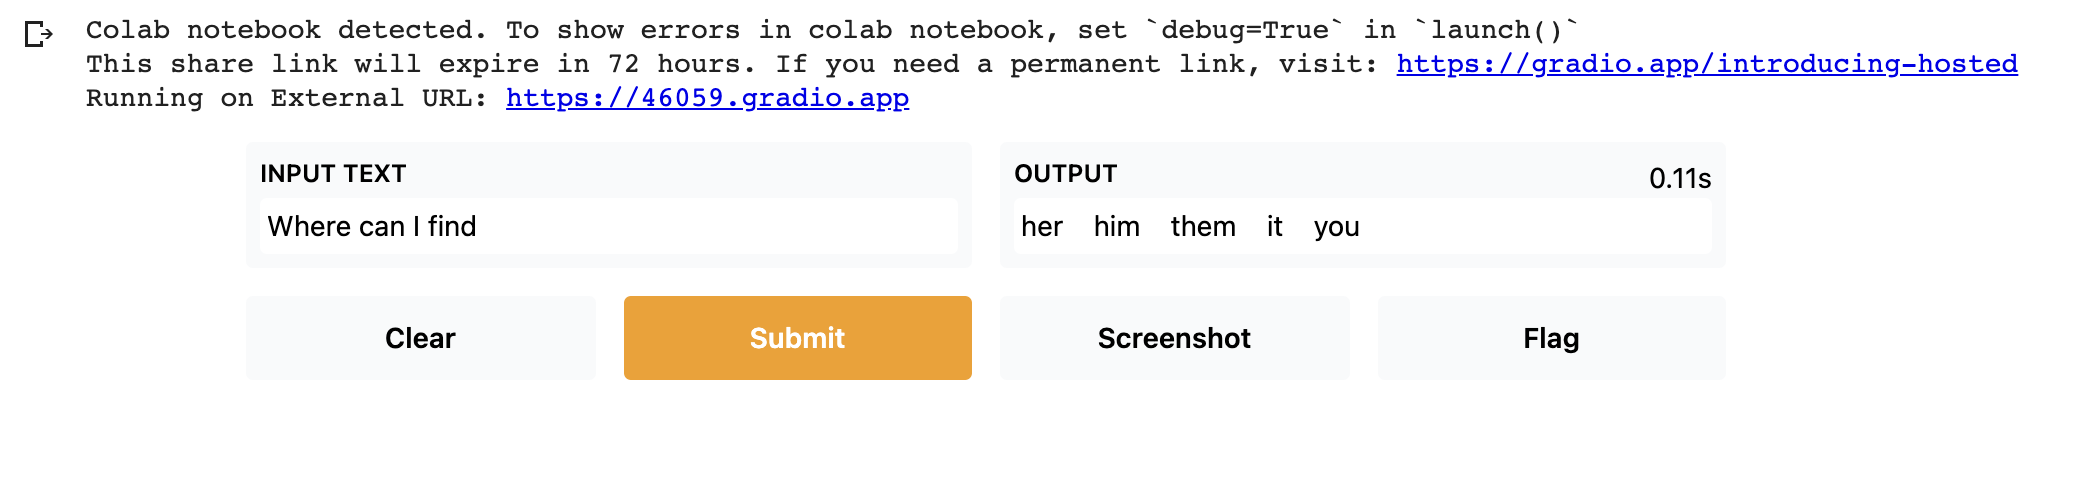 Colab notebook detected. To show errors in colab notebook, set `debug=True` in `launch()`
This share link will expire in 72 hours. If you need a permanent link, visit: https://gradio.app/introducing-hosted
Running on External URL: https://46059.gradio.app
INPUT TEXT
Where can I find
OUTPUT 0.11s
her him them it you
Clear Submit Screenshot Flag